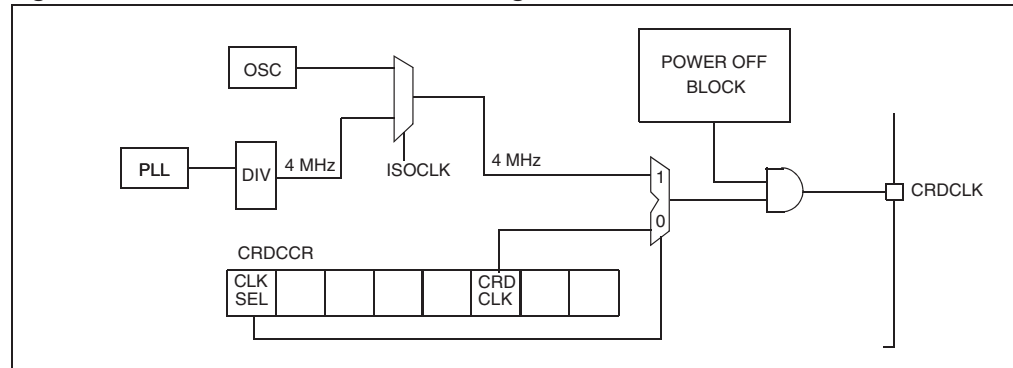 OSC
POWER OFF
BLOCK
PLL
DIV
4 MHz
ISOCLK
4 MHz
1
0
CRDCLK
CRDCCR
CLK
SEL
CRD
CLK